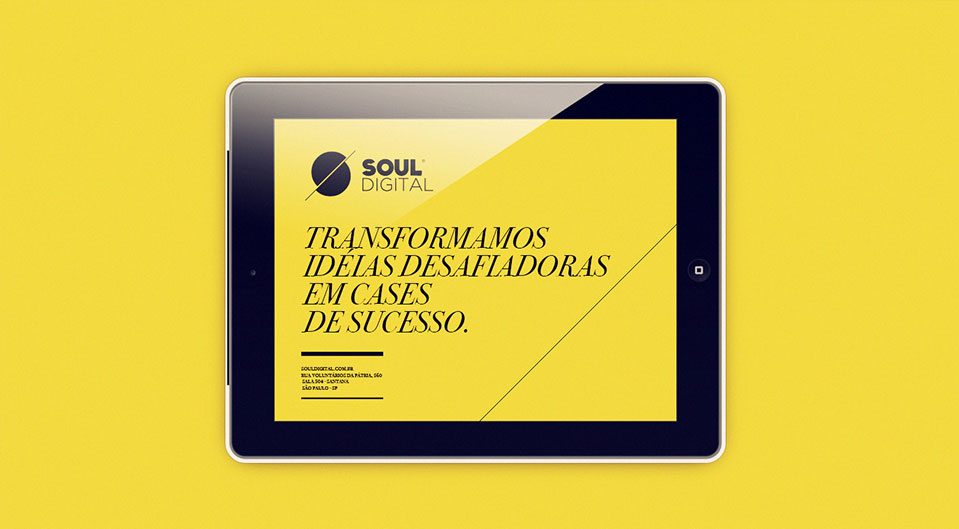 SOUL®
DIGITAL
TRANSFORMAMOS
IDÉIAS DESAFIADORAS
EM CASES
DE SUCESSO.
SOULDIGITAL.COM.BR
RUA VOLUNTÁRIOS DA PÁTRIA,
SALA 504 - SANTANA
SÃO PAULO - SP